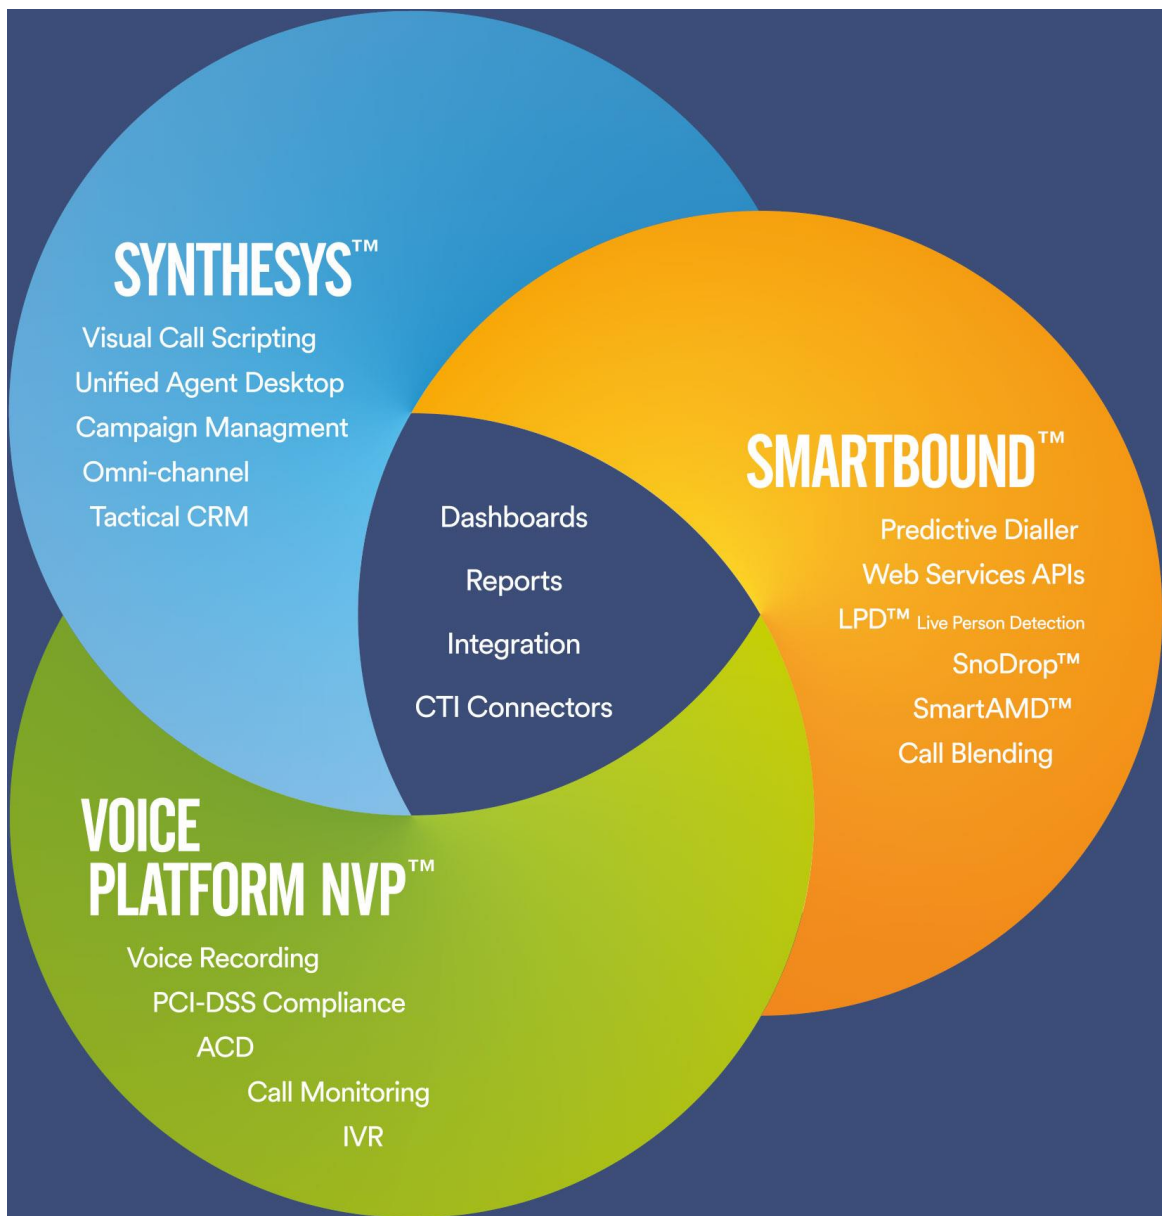 SYNTHESYS™
Visual Call Scripting
Unified Agent Desktop
Campaign Managment
Omni-channel
Tactical CRM
SMARTBOUND™
Predictive Dialler
Web Services APIs
LPD™ Live Person Detection
SnoDrop™
SmartAMD™
Call Blending
Dashboards
Reports
Integration
CTI Connectors
VOICE
PLATFORM NVP™
Voice Recording
PCI-DSS Compliance
ACD
Call Monitoring
IVR